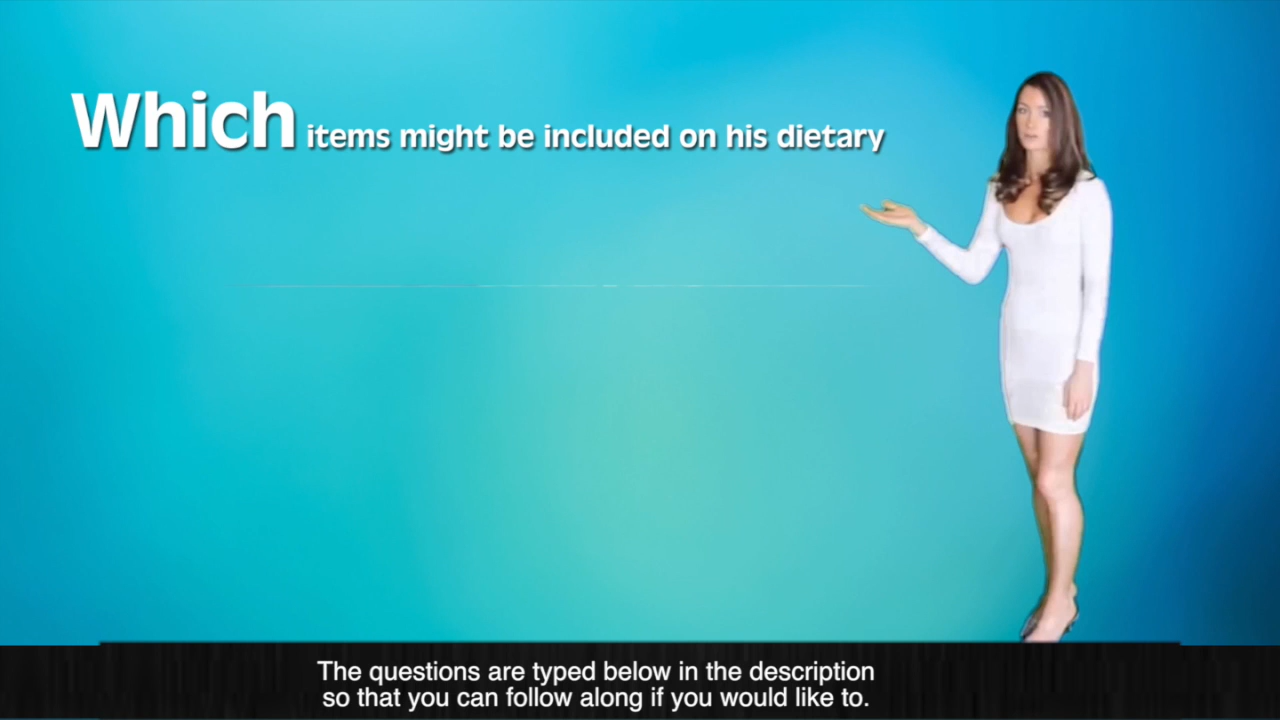 Which items might be included on his dietary
The questions are typed below in the description
so that you can follow along if you would like to.